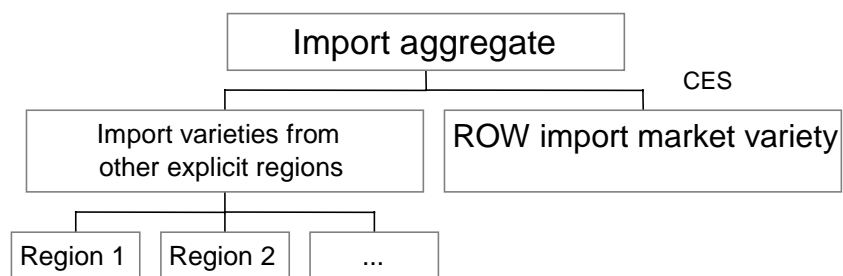 Import aggregate
CES
Import varieties from
other explicit regions
ROW import market variety
Region 1
Region 2
...